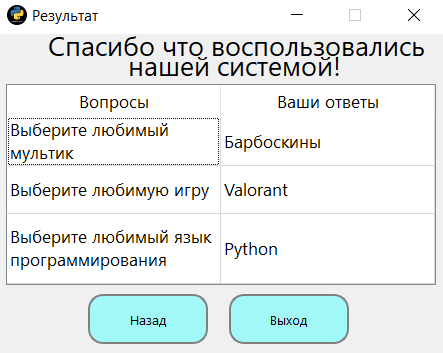 Результат
Спасибо что воспользовались
нашей системой!
Вопросы Ваши ответы
Выберите любимый
мультик
Барбоскины
Выберите любимую игру Valorant
Выберите любимый язык
программирования
Python
Назад Выход